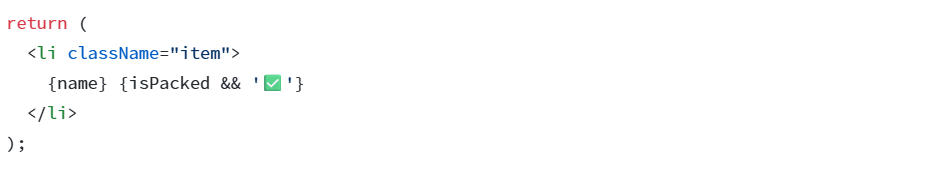 return (
  <li className="item">
    {name} {isPacked && '✅'}
  </li>
);